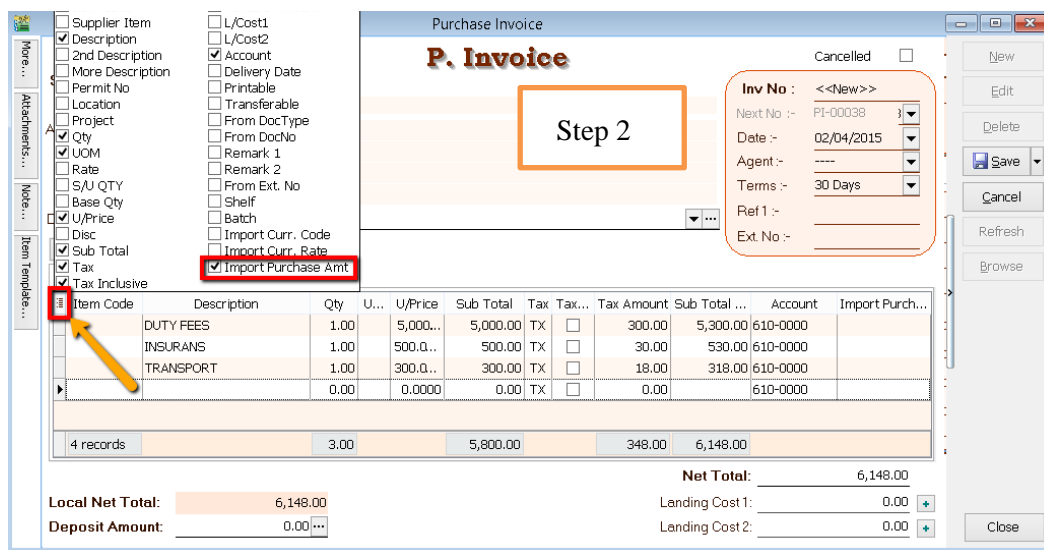 Purchase Invoice
More...
Attachments...
Note...
Item Template...
Supplier Item
Description
2nd Description
More Description
Permit No
Location
Project
Qty
UOM
Rate
S/U QTY
Base Qty
U/Price
Disc
Sub Total
Tax
Tax Inclusive
L/Cost1
L/Cost2
Account
Delivery Date
Printable
Transferable
From DocType
From DocNo
Remark 1
Remark 2
From Ext. No
Shelf
Batch
Import Curr. Code
Import Curr. Rate
Import Purchase Amt
P. Invoice
Cancelled
Step 2
Inv No : <<New>>
Next No :- PI-00038
Date :- 02/04/2015
Agent :- ----
Terms :- 30 Days
Ref 1 :-
Ext. No :-
New
Edit
Delete
Save
Cancel
Refresh
Browse
Item Code Description Qty U... U/Price Sub Total Tax Tax... Tax Amount Sub Total ... Account Import Purch...
DUTY FEES 1.00 5,000... 5,000.00 TX 300.00 5,300.00 610-0000
INSURANS 1.00 500.0... 500.00 TX 30.00 530.00 610-0000
TRANSPORT 1.00 300.0... 300.00 TX 18.00 318.00 610-0000
0.00 0.0000 0.00 TX 0.00 610-0000
4 records 3.00 5,800.00 348.00 6,148.00
Net Total: 6,148.00
Local Net Total: 6,148.00 Landing Cost 1: 0.00
Deposit Amount: 0.00 Landing Cost 2: 0.00
Close